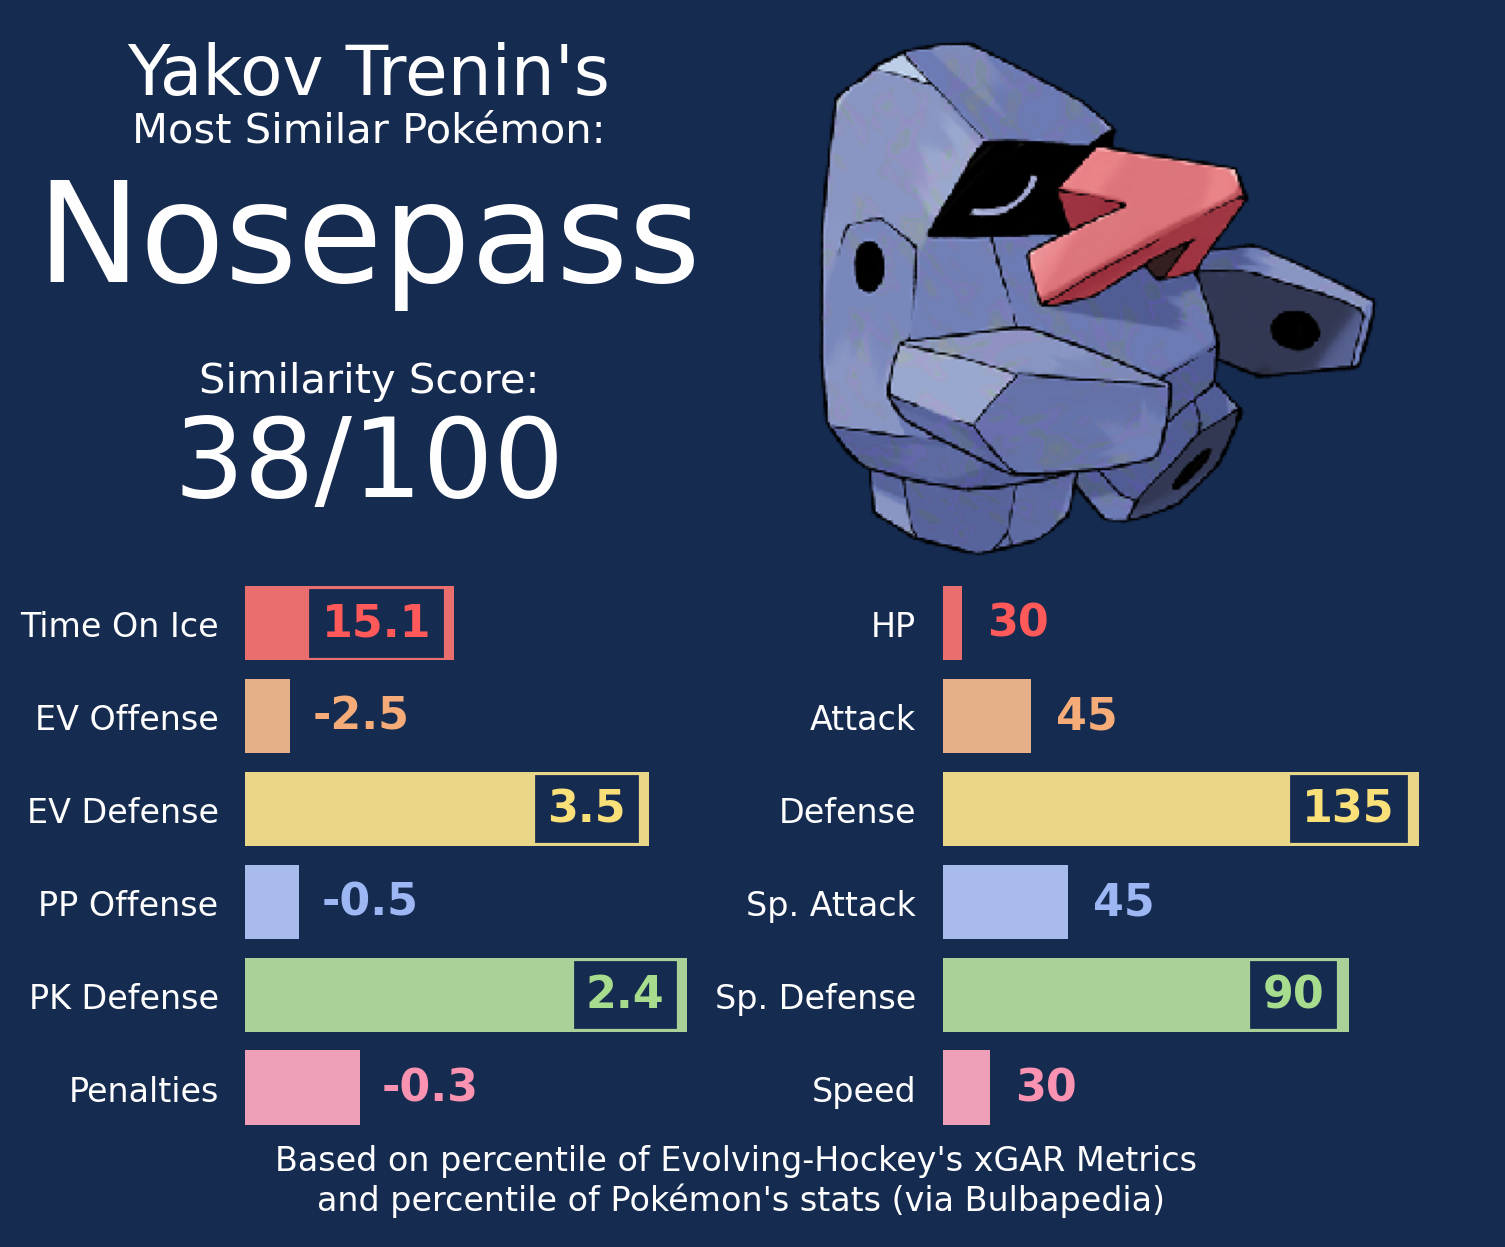 Yakov Trenin's
Most Similar Pokémon:
Nosepass
Similarity Score:
38/100
Time On Ice 15.1
EV Offense -2.5
EV Defense 3.5
PP Offense -0.5
PK Defense 2.4
Penalties -0.3
HP 30
Attack 45
Defense 135
Sp. Attack 45
Sp. Defense 90
Speed 30
Based on percentile of Evolving-Hockey's xGAR Metrics
and percentile of Pokémon's stats (via Bulbapedia)